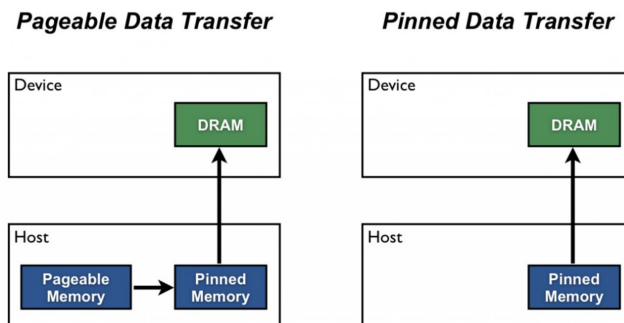 Pageable Data Transfer
Device
DRAM
Host
Pageable
Memory
Pinned
Memory
Pinned Data Transfer
Device
DRAM
Host
Pinned
Memory